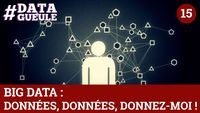 #DATA
GUEULE
15
BIG DATA :
DONNÉES, DONNÉES, DONNEZ-MOI !